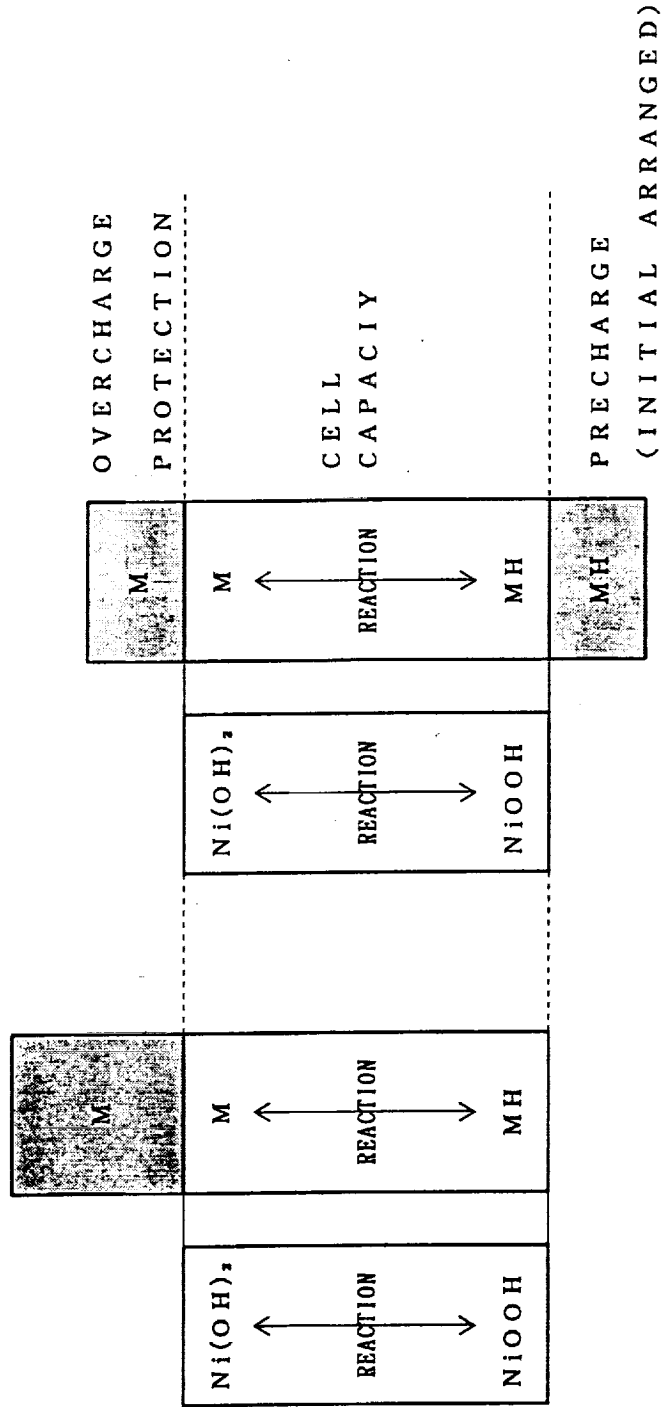 M
M
OVERCHARGE
PROTECTION
Ni(OH)₂
M
Ni(OH)₂
M
REACTION
REACTION
REACTION
REACTION
CELL
CAPACIY
NiOOH
MH
NiOOH
MH
MH
PRECHARGE
(INITIAL ARRANGED)